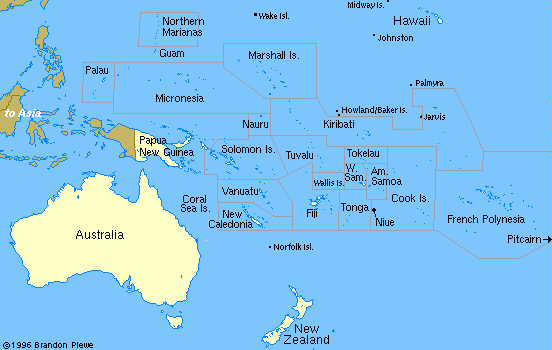 Midway Isl.
Wake Isl.
Hawaii
Northern
Marianas
Johnston
Guam
Marshall Is.
Palau
Palmyra
Micronesia
to Asia
Howland/Baker Isl.
Jarvis
Nauru
Kiribati
Papua
New Guinea
Solomon Is.
Tuvalu
Tokelau
W.
Sam.
Am.
Samoa
Wallis Is.
Vanuatu
Coral
Sea Is.
Cook Is.
New
Caledonia
Fiji
Tonga
Niue
French Polynesia
Pitcairn
Australia
Norfolk Isl.
New
Zealand
©1996 Brandon Plewe